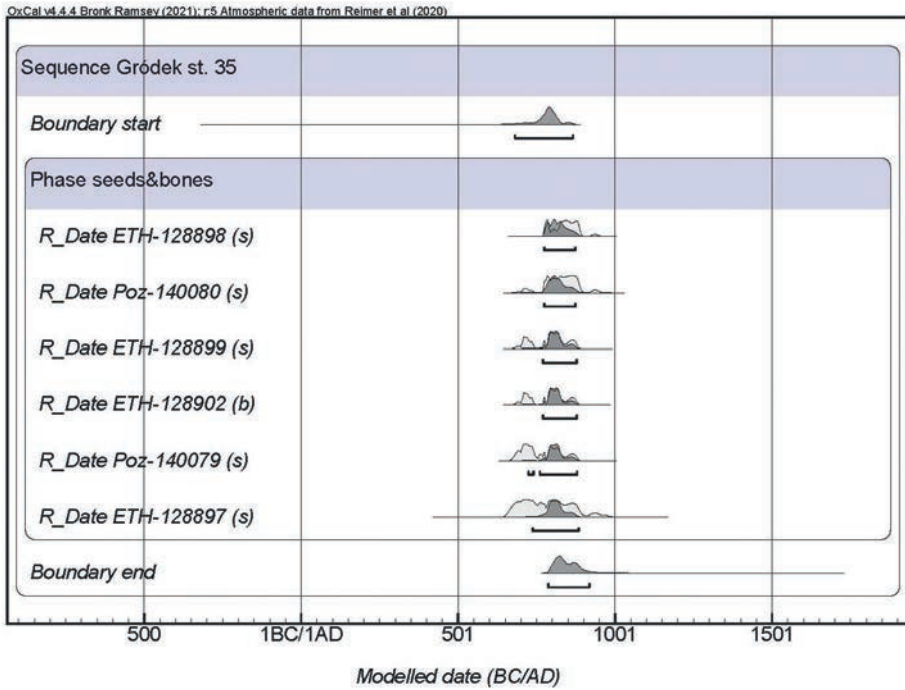 OxCal v4.4.4 Bronk Ramsey (2021); r:5 Atmospheric data from Reimer et al (2020)
Sequence Gródek st. 35
Boundary start
Phase seeds&bones
R_Date ETH-128898 (s)
R_Date Poz-140080 (s)
R_Date ETH-128899 (s)
R_Date ETH-128902 (b)
R_Date Poz-140079 (s)
R_Date ETH-128897 (s)
Boundary end
500 1BC/1AD 501 1001 1501
Modelled date (BC/AD)